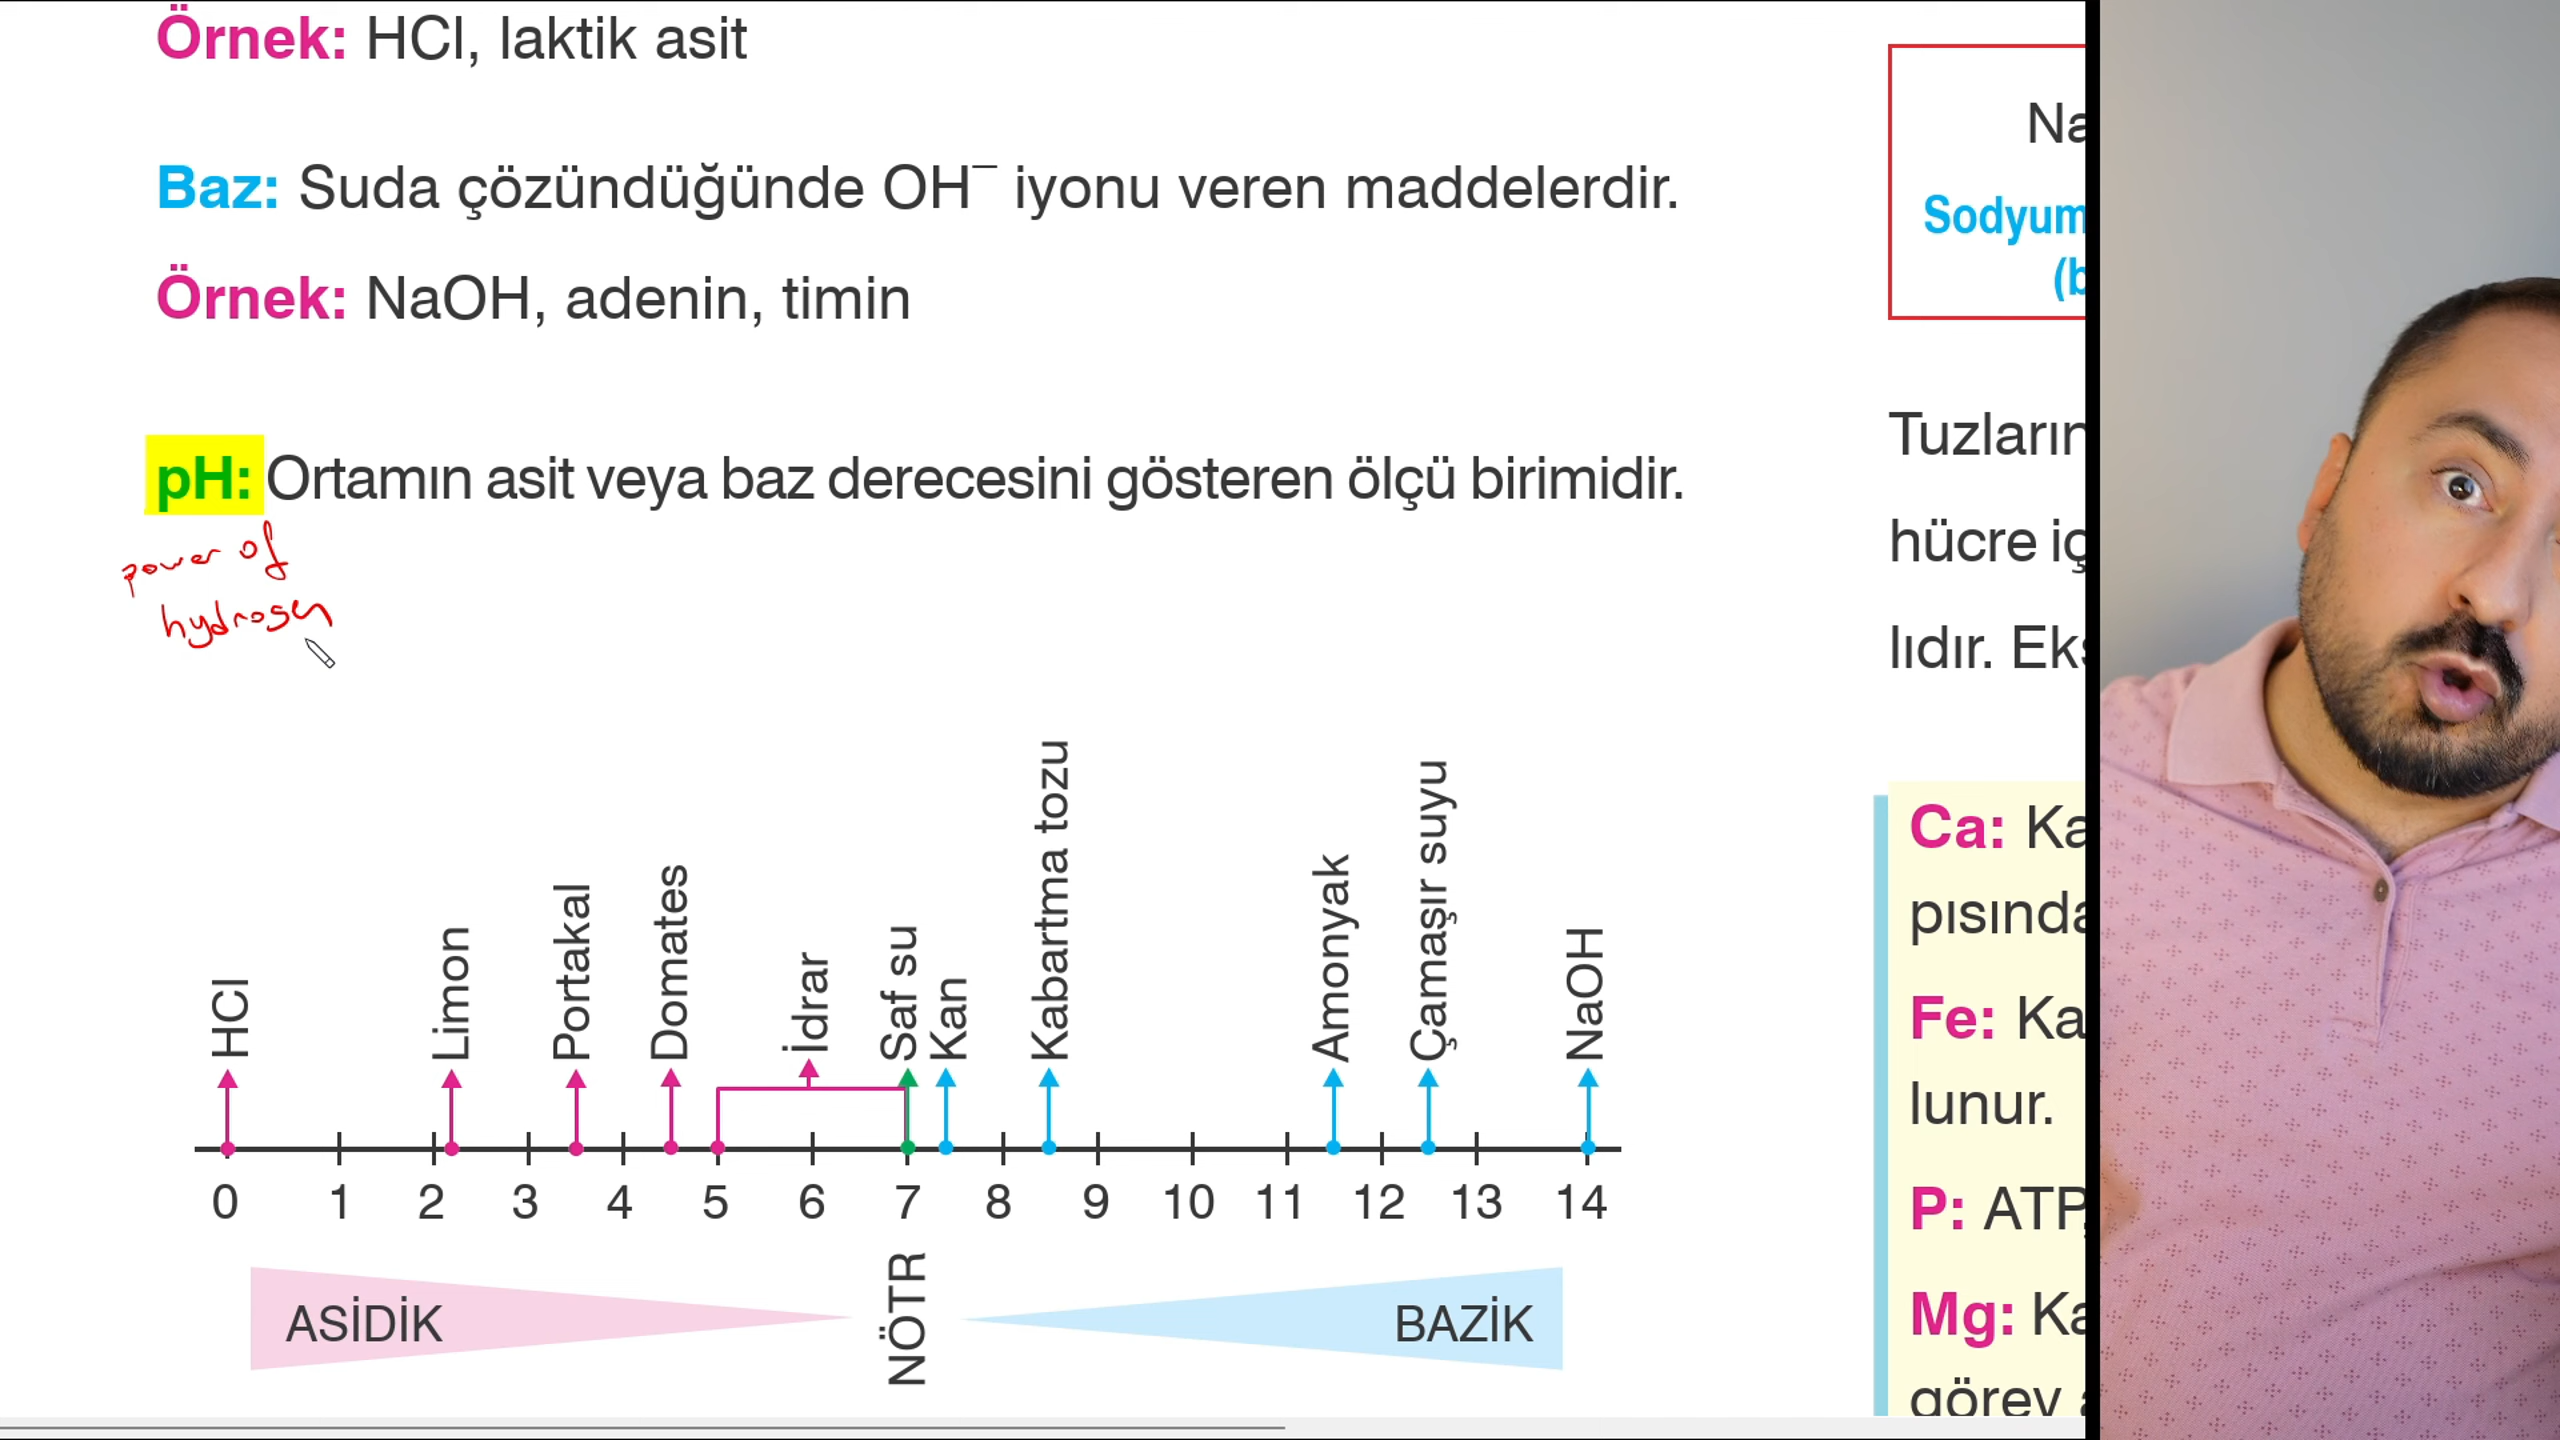 Örnek: HCl, laktik asit
Baz: Suda çözündüğünde OH⁻ iyonu veren maddelerdir.
Örnek: NaOH, adenin, timin
pH: Ortamın asit veya baz derecesini gösteren ölçü birimidir.
power of
hydrogen
HCl
Limon
Portakal
Domates
İdrar
Saf su
Kan
Kabartma tozu
Amonyak
Çamaşır suyu
NaOH
0 1 2 3 4 5 6 7 8 9 10 11 12 13 14
ASİDİK
NÖTR
BAZİK
Na
Sodyum
(b
Tuzların
hücre iç
lıdır. Eks
Ca: Ka
pısında
Fe: Ka
lunur.
P: ATP,
Mg: Ka
görev a